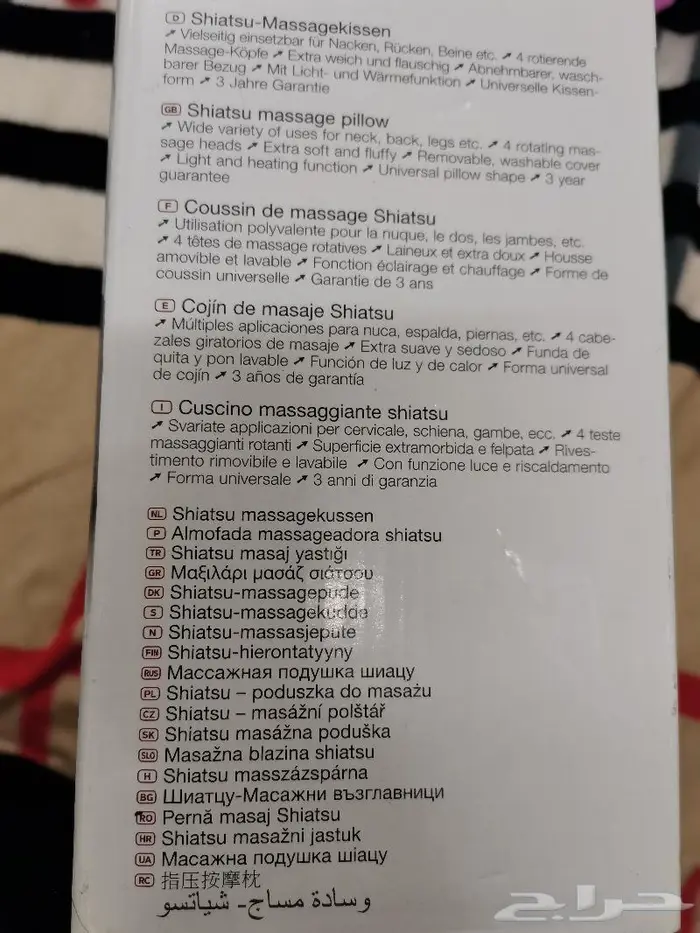 D Shiatsu-Massagekissen
➚ Vielseitig einsetzbar für Nacken, Rücken, Beine etc. ➚ 4 rotierende
Massage-Köpfe ➚ Extra weich und flauschig ➚ Abnehmbarer, wasch-
barer Bezug ➚ Mit Licht- und Wärmefunktion ➚ Universelle Kissen-
form ➚ 3 Jahre Garantie
GB Shiatsu massage pillow
➚ Wide variety of uses for neck, back, legs etc. ➚ 4 rotating mas-
sage heads ➚ Extra soft and fluffy ➚ Removable, washable cover
➚ Light and heating function ➚ Universal pillow shape ➚ 3 year
guarantee
F Coussin de massage Shiatsu
➚ Utilisation polyvalente pour la nuque, le dos, les jambes, etc.
➚ 4 têtes de massage rotatives ➚ Laineux et extra doux ➚ Housse
amovible et lavable ➚ Fonction éclairage et chauffage ➚ Forme de
coussin universelle ➚ Garantie de 3 ans
E Cojín de masaje Shiatsu
➚ Múltiples aplicaciones para nuca, espalda, piernas, etc. ➚ 4 cabe-
zales giratorios de masaje ➚ Extra suave y sedoso ➚ Funda de
quita y pon lavable ➚ Función de luz y de calor ➚ Forma universal
de cojín ➚ 3 años de garantía
I Cuscino massaggiante shiatsu
➚ Svariate applicazioni per cervicale, schiena, gambe, ecc. ➚ 4 teste
massaggianti rotanti ➚ Superficie extramorbida e felpata ➚ Rives-
timento rimovibile e lavabile ➚ Con funzione luce e riscaldamento
➚ Forma universale ➚ 3 anni di garanzia
NL Shiatsu massagekussen
P Almofada massageadora shiatsu
TR Shiatsu masaj yastığı
GR Μαξιλάρι μασάζ σιάτσου
DK Shiatsu-massagepude
S Shiatsu-massagekudde
N Shiatsu-massasjepute
FIN Shiatsu-hierontatyyny
RUS Массажная подушка шиацу
PL Shiatsu – poduszka do masażu
CZ Shiatsu – masážní polštář
SK Shiatsu masážna poduška
SLO Masažna blazina shiatsu
H Shiatsu masszázspárna
BG Шиатцу-Масажни възглавници
RO Pernă masaj Shiatsu
HR Shiatsu masažni jastuk
UA Масажна подушка шіацу
RC 指压按摩枕
وسادة مساج- شياتسو
حراج